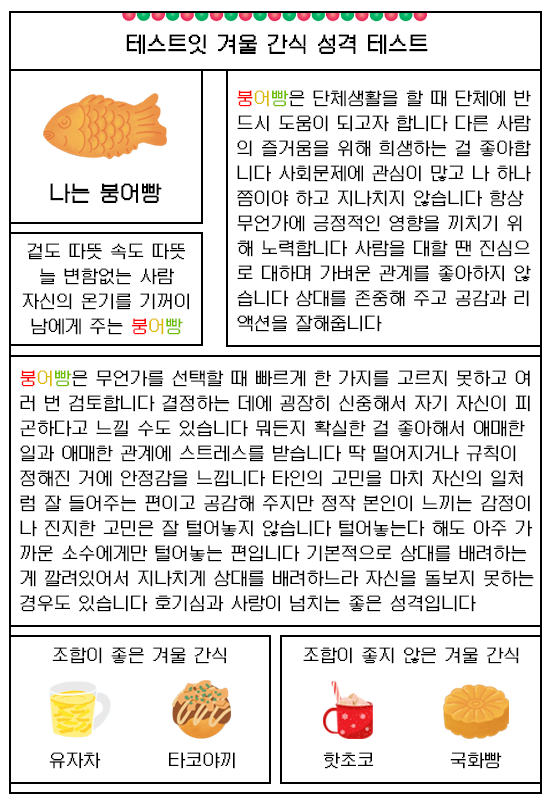 테스트잇 겨울 간식 성격 테스트
나는 붕어빵
겉도 따뜻 속도 따뜻
늘 변함없는 사람
자신의 온기를 기꺼이
남에게 주는 붕어빵
붕어빵은 단체생활을 할 때 단체에 반
드시 도움이 되고자 합니다 다른 사람
의 즐거움을 위해 희생하는 걸 좋아합
니다 사회문제에 관심이 많고 나 하나
쯤이야 하고 지나치지 않습니다 항상
무언가에 긍정적인 영향을 끼치기 위
해 노력합니다 사람을 대할 땐 진심으
로 대하며 가벼운 관계를 좋아하지 않
습니다 상대를 존중해 주고 공감과 리
액션을 잘해줍니다
붕어빵은 무언가를 선택할 때 빠르게 한 가지를 고르지 못하고 여
러 번 검토합니다 결정하는 데에 굉장히 신중해서 자기 자신이 피
곤하다고 느낄 수도 있습니다 뭐든지 확실한 걸 좋아해서 애매한
일과 애매한 관계에 스트레스를 받습니다 딱 떨어지거나 규칙이
정해진 거에 안정감을 느낍니다 타인의 고민을 마치 자신의 일처
럼 잘 들어주는 편이고 공감해 주지만 정작 본인이 느끼는 감정이
나 진지한 고민은 잘 털어놓지 않습니다 털어놓는다 해도 아주 가
까운 소수에게만 털어놓는 편입니다 기본적으로 상대를 배려하는
게 깔려있어서 지나치게 상대를 배려하느라 자신을 돌보지 못하는
경우도 있습니다 호기심과 사랑이 넘치는 좋은 성격입니다
조합이 좋은 겨울 간식
유자차 타코야끼
조합이 좋지 않은 겨울 간식
핫초코 국화빵